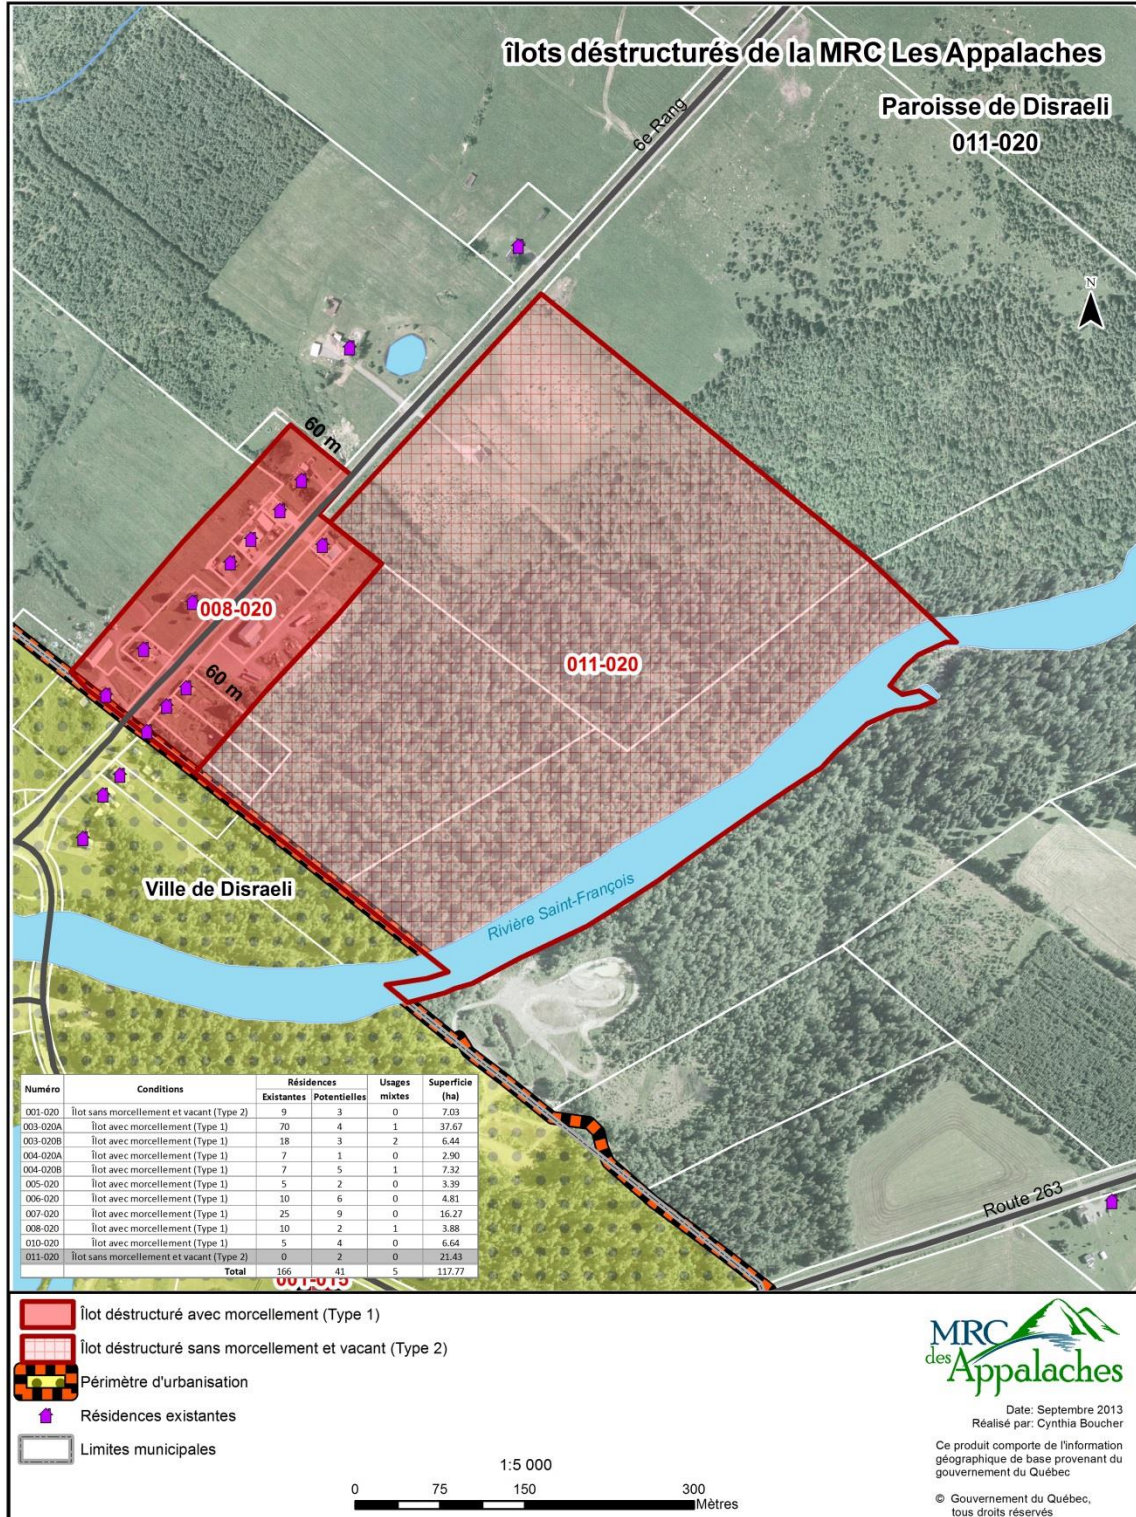 îlots déstructurés de la MRC Les Appalaches
Paroisse de Disraeli
011-020
6e Rang
N
60 m
008-020
60 m
011-020
Ville de Disraeli
Rivière Saint-François
Route 263
Numéro Conditions Résidences Usages mixtes Superficie (ha)
Existantes Potentielles
001-020 Îlot sans morcellement et vacant (Type 2) 9 3 0 7.03
003-020A Îlot avec morcellement (Type 1) 70 4 1 37.67
003-020B Îlot avec morcellement (Type 1) 18 3 2 6.44
004-020A Îlot avec morcellement (Type 1) 7 1 0 2.90
004-020B Îlot avec morcellement (Type 1) 7 5 1 7.32
005-020 Îlot avec morcellement (Type 1) 5 2 0 3.39
006-020 Îlot avec morcellement (Type 1) 10 6 0 4.81
007-020 Îlot avec morcellement (Type 1) 25 9 0 16.27
008-020 Îlot avec morcellement (Type 1) 10 2 1 3.88
010-020 Îlot avec morcellement (Type 1) 5 4 0 6.64
011-020 Îlot sans morcellement et vacant (Type 2) 0 2 0 21.43
Total 166 41 5 117.77
001-015
Îlot déstructuré avec morcellement (Type 1)
Îlot déstructuré sans morcellement et vacant (Type 2)
Périmètre d'urbanisation
Résidences existantes
Limites municipales
1:5 000
0 75 150 300
Mètres
MRC
des Appalaches
Date: Septembre 2013
Réalisé par: Cynthia Boucher
Ce produit comporte de l'information
géographique de base provenant du
gouvernement du Québec
© Gouvernement du Québec,
tous droits réservés